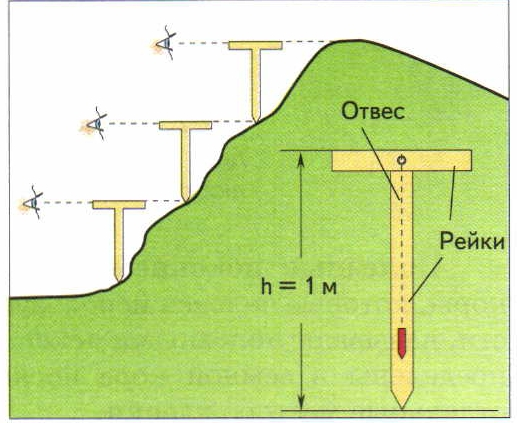 Отвес
Рейки
h = 1 м